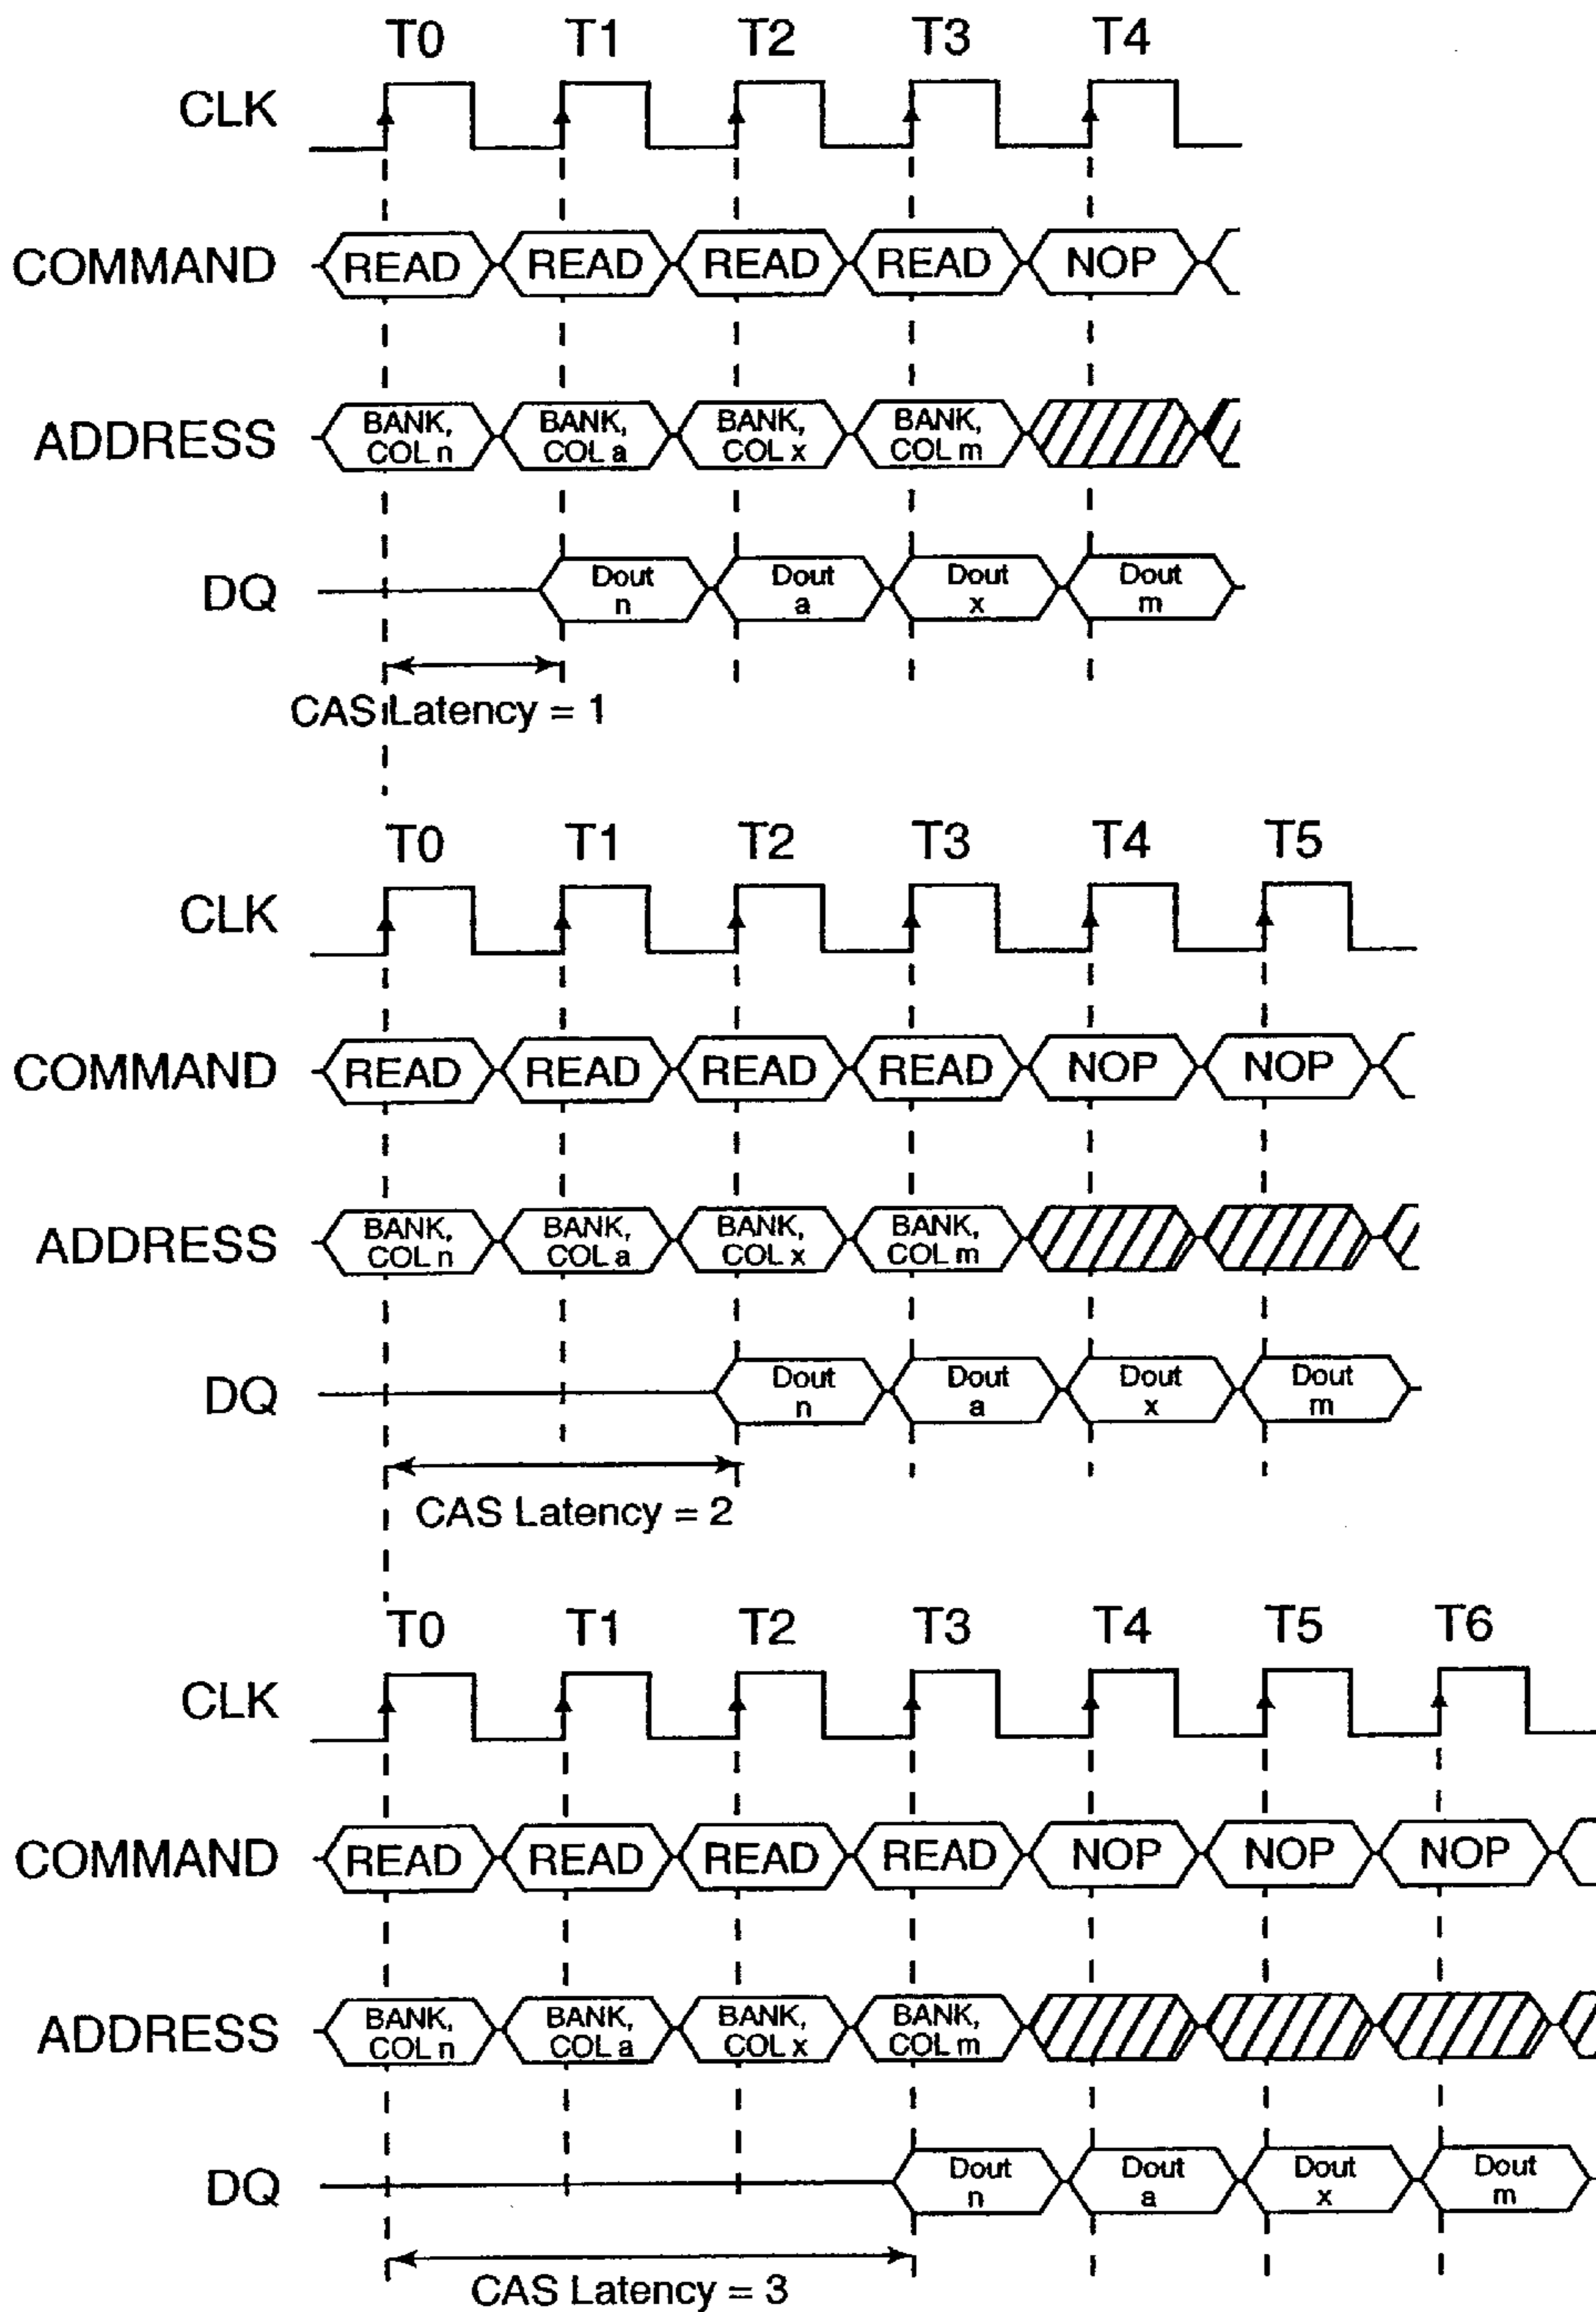 T0 T1 T2 T3 T4
CLK
COMMAND READ READ READ READ NOP
ADDRESS BANK, COL n BANK, COL a BANK, COL x BANK, COL m
DQ Dout n Dout a Dout x Dout m
CAS Latency = 1
T0 T1 T2 T3 T4 T5
CLK
COMMAND READ READ READ READ NOP NOP
ADDRESS BANK, COL n BANK, COL a BANK, COL x BANK, COL m
DQ Dout n Dout a Dout x Dout m
CAS Latency = 2
T0 T1 T2 T3 T4 T5 T6
CLK
COMMAND READ READ READ READ NOP NOP NOP
ADDRESS BANK, COL n BANK, COL a BANK, COL x BANK, COL m
DQ Dout n Dout a Dout x Dout m
CAS Latency = 3